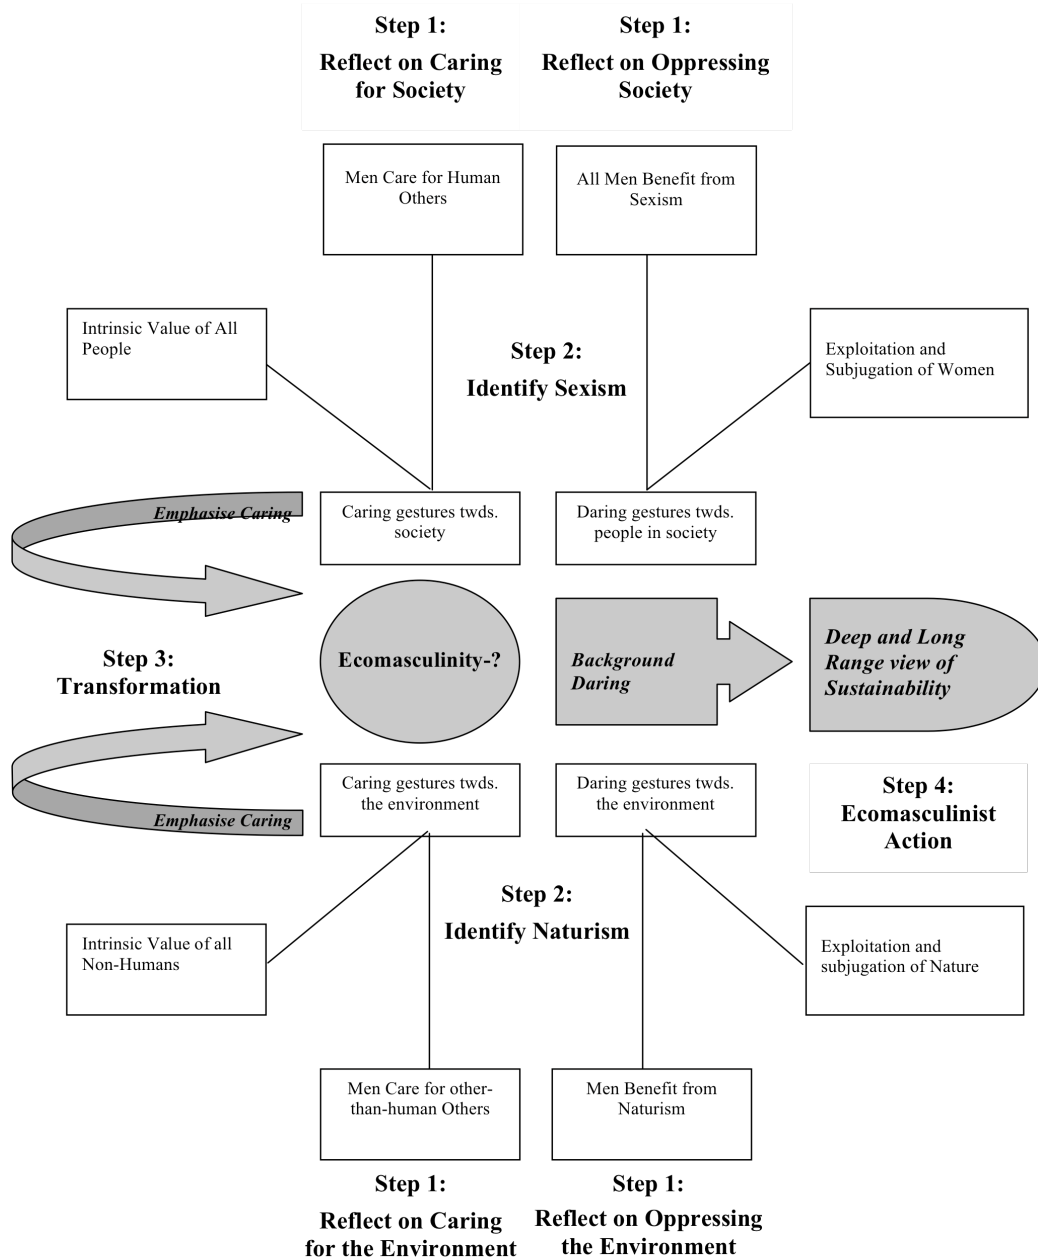 Step 1:
Reflect on Caring
for Society
Step 1:
Reflect on Oppressing
Society
Men Care for Human
Others
All Men Benefit from
Sexism
Intrinsic Value of All
People
Step 2:
Identify Sexism
Exploitation and
Subjugation of Women
Emphasise Caring
Caring gestures twds.
society
Daring gestures twds.
people in society
Step 3:
Transformation
Ecomasculinity-?
Background
Daring
Deep and Long
Range view of
Sustainability
Emphasise Caring
Caring gestures twds.
the environment
Daring gestures twds.
the environment
Step 4:
Ecomasculinist
Action
Step 2:
Identify Naturism
Intrinsic Value of all
Non-Humans
Exploitation and
subjugation of Nature
Men Care for other-
than-human Others
Men Benefit from
Naturism
Step 1:
Reflect on Caring
for the Environment
Step 1:
Reflect on Oppressing
the Environment